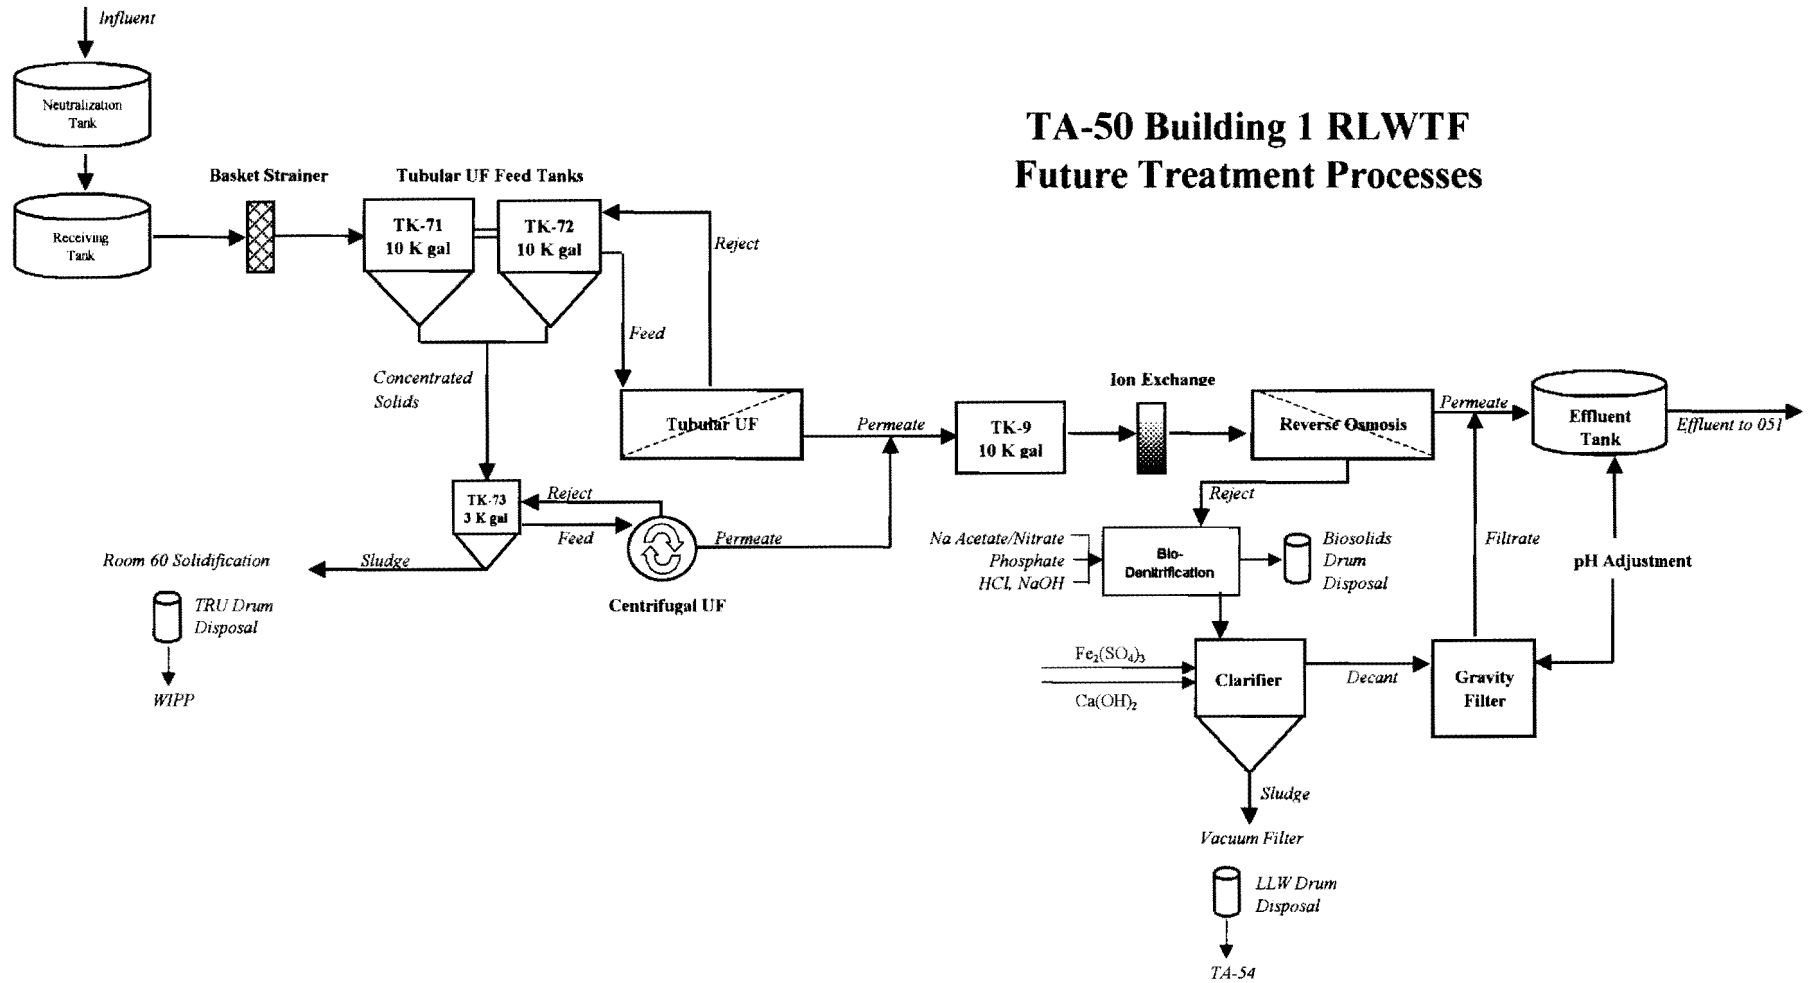 Influent
Neutralization
Tank
Receiving
Tank
Basket Strainer
Tubular UF Feed Tanks
TK-71
10 K gal
TK-72
10 K gal
Reject
Feed
TA-50 Building 1 RLWTF
Future Treatment Processes
Concentrated
Solids
Tubular UF
Permeate
TK-9
10 K gal
Ion Exchange
Reverse Osmosis
Permeate
Effluent
Tank
Effluent to 051
TK-73
3 K gal
Reject
Feed
Permeate
Centrifugal UF
Sludge
Room 60 Solidification
TRU Drum
Disposal
WIPP
Reject
Na Acetate/Nitrate
Phosphate
HCl, NaOH
Bio-
Denitrification
Biosolids
Drum
Disposal
Filtrate
pH Adjustment
Fe₂(SO₄)₃
Ca(OH)₂
Clarifier
Decant
Gravity
Filter
Sludge
Vacuum Filter
LLW Drum
Disposal
TA-54